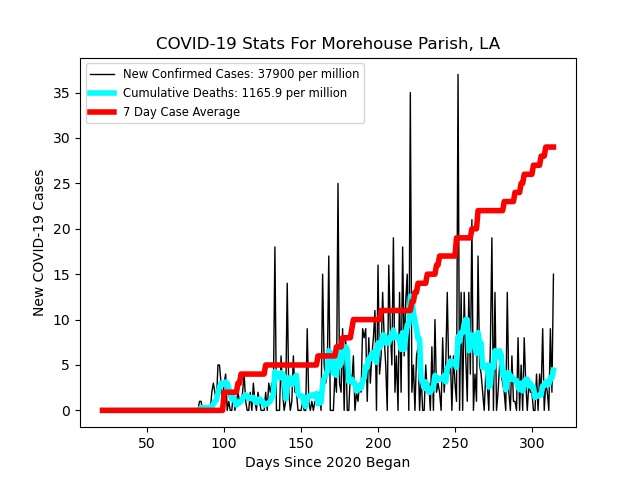 COVID-19 Stats For Morehouse Parish, LA
New Confirmed Cases: 37900 per million
Cumulative Deaths: 1165.9 per million
7 Day Case Average
New COVID-19 Cases
35
30
25
20
15
10
5
0
50 100 150 200 250 300
Days Since 2020 Began